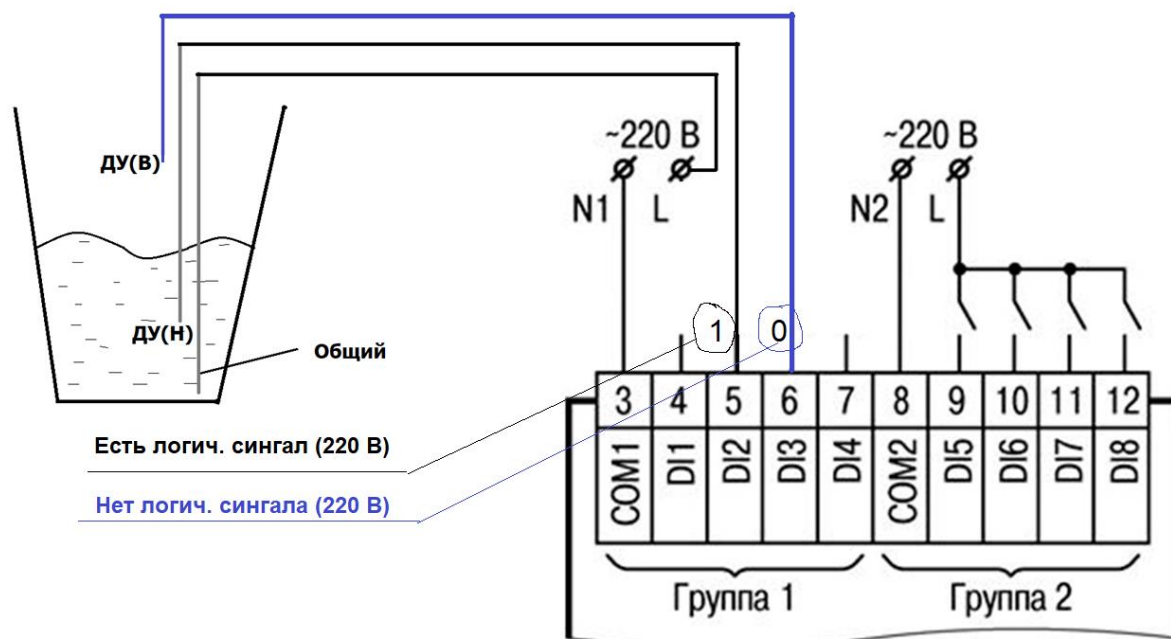 ДУ(В)
ДУ(Н)
Общий
Есть логич. сингал (220 В)
Нет логич. сингала (220 В)
~220 В
~220 В
N1 L
N2 L
1 0
3 4 5 6 7 8 9 10 11 12
COM1 DI1 DI2 DI3 DI4 COM2 DI5 DI6 DI7 DI8
Группа 1
Группа 2